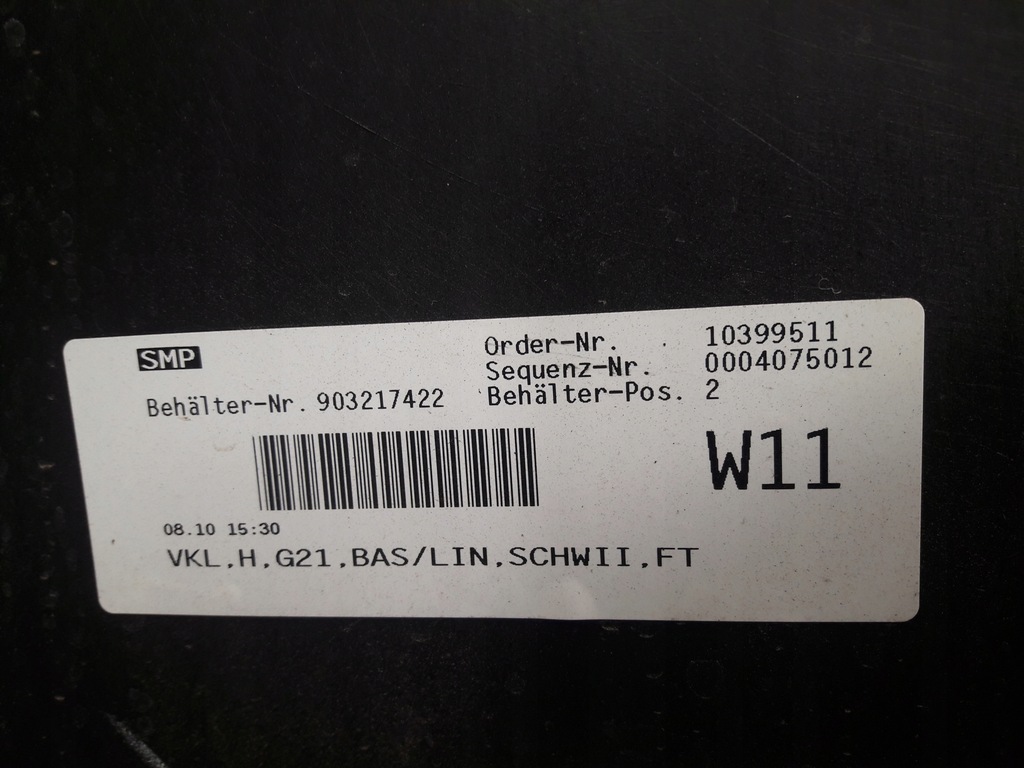 SMP
Order-Nr. 10399511
Sequenz-Nr. 0004075012
Behälter-Nr. 903217422
Behälter-Pos. 2
W11
08.10 15:30
VKL,H,G21,BAS/LIN,SCHWII,FT